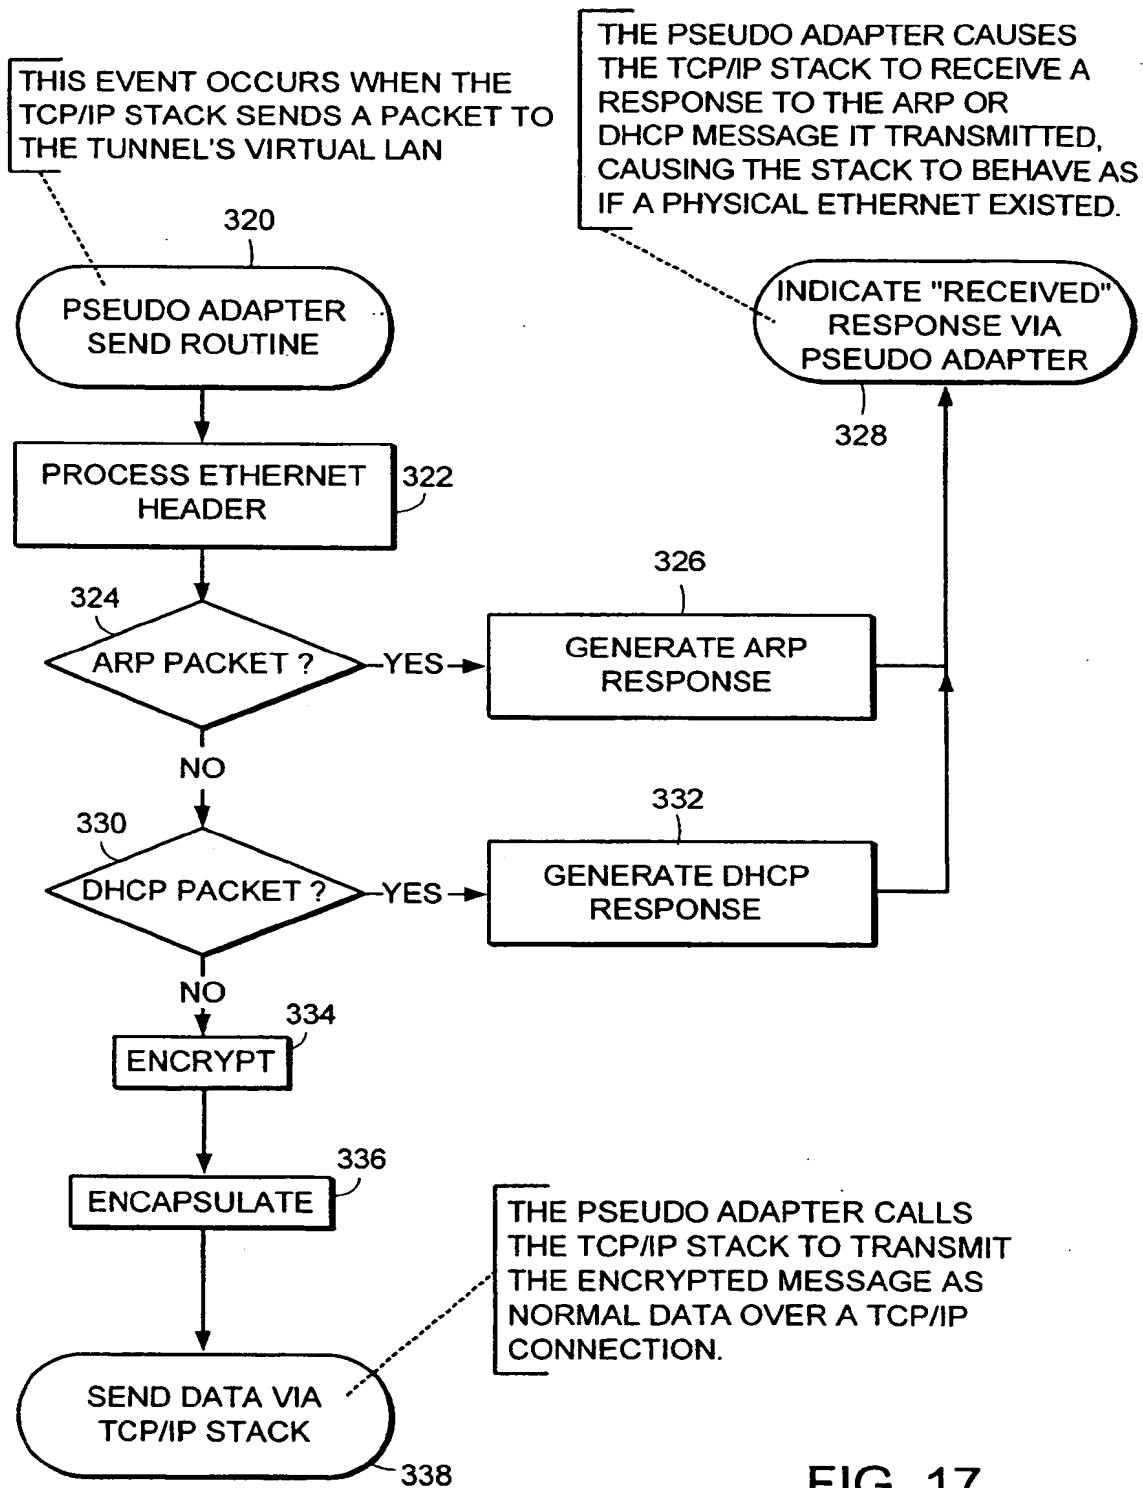 THIS EVENT OCCURS WHEN THE
TCP/IP STACK SENDS A PACKET TO
THE TUNNEL'S VIRTUAL LAN
THE PSEUDO ADAPTER CAUSES
THE TCP/IP STACK TO RECEIVE A
RESPONSE TO THE ARP OR
DHCP MESSAGE IT TRANSMITTED,
CAUSING THE STACK TO BEHAVE AS
IF A PHYSICAL ETHERNET EXISTED.
320
PSEUDO ADAPTER
SEND ROUTINE
INDICATE "RECEIVED"
RESPONSE VIA
PSEUDO ADAPTER
328
PROCESS ETHERNET
HEADER
322
324
ARP PACKET ?
YES
326
GENERATE ARP
RESPONSE
NO
330
DHCP PACKET ?
YES
332
GENERATE DHCP
RESPONSE
NO
334
ENCRYPT
336
ENCAPSULATE
THE PSEUDO ADAPTER CALLS
THE TCP/IP STACK TO TRANSMIT
THE ENCRYPTED MESSAGE AS
NORMAL DATA OVER A TCP/IP
CONNECTION.
SEND DATA VIA
TCP/IP STACK
338
FIG. 17